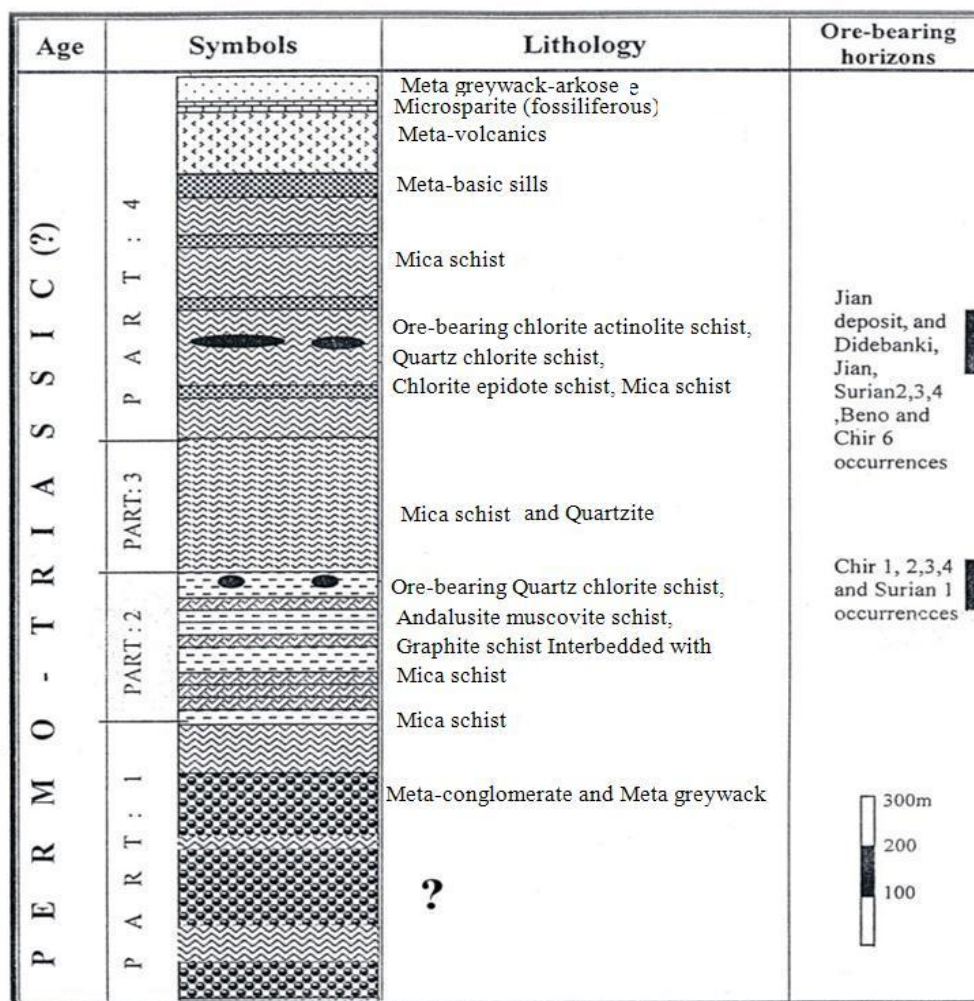 Age
Symbols
Lithology
Ore-bearing
horizons
PERMO-TRIASSSIC(?)
PART:4
PART:3
PART:2
PART:1
Meta greywack-arkose e
Microsparite (fossiliferous)
Meta-volcanics
Meta-basic sills
Mica schist
Ore-bearing chlorite actinolite schist,
Quartz chlorite schist,
Chlorite epidote schist, Mica schist
Mica schist and Quartzite
Ore-bearing Quartz chlorite schist,
Andalusite muscovite schist,
Graphite schist Interbedded with
Mica schist
Mica schist
Meta-conglomerate and Meta greywack
?
Jian
deposit, and
Didebanki,
Jian,
Surian2,3,4
,Beno and
Chir 6
occurrences
Chir 1, 2,3,4
and Surian 1
occurrencces
300m
200
100